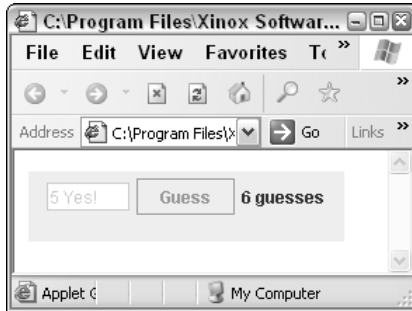 C:\Program Files\Xinox Softwar...
File Edit View Favorites To »
»
Address C:\Program Files\X Go Links »
5 Yes! Guess 6 guesses
Applet G My Computer